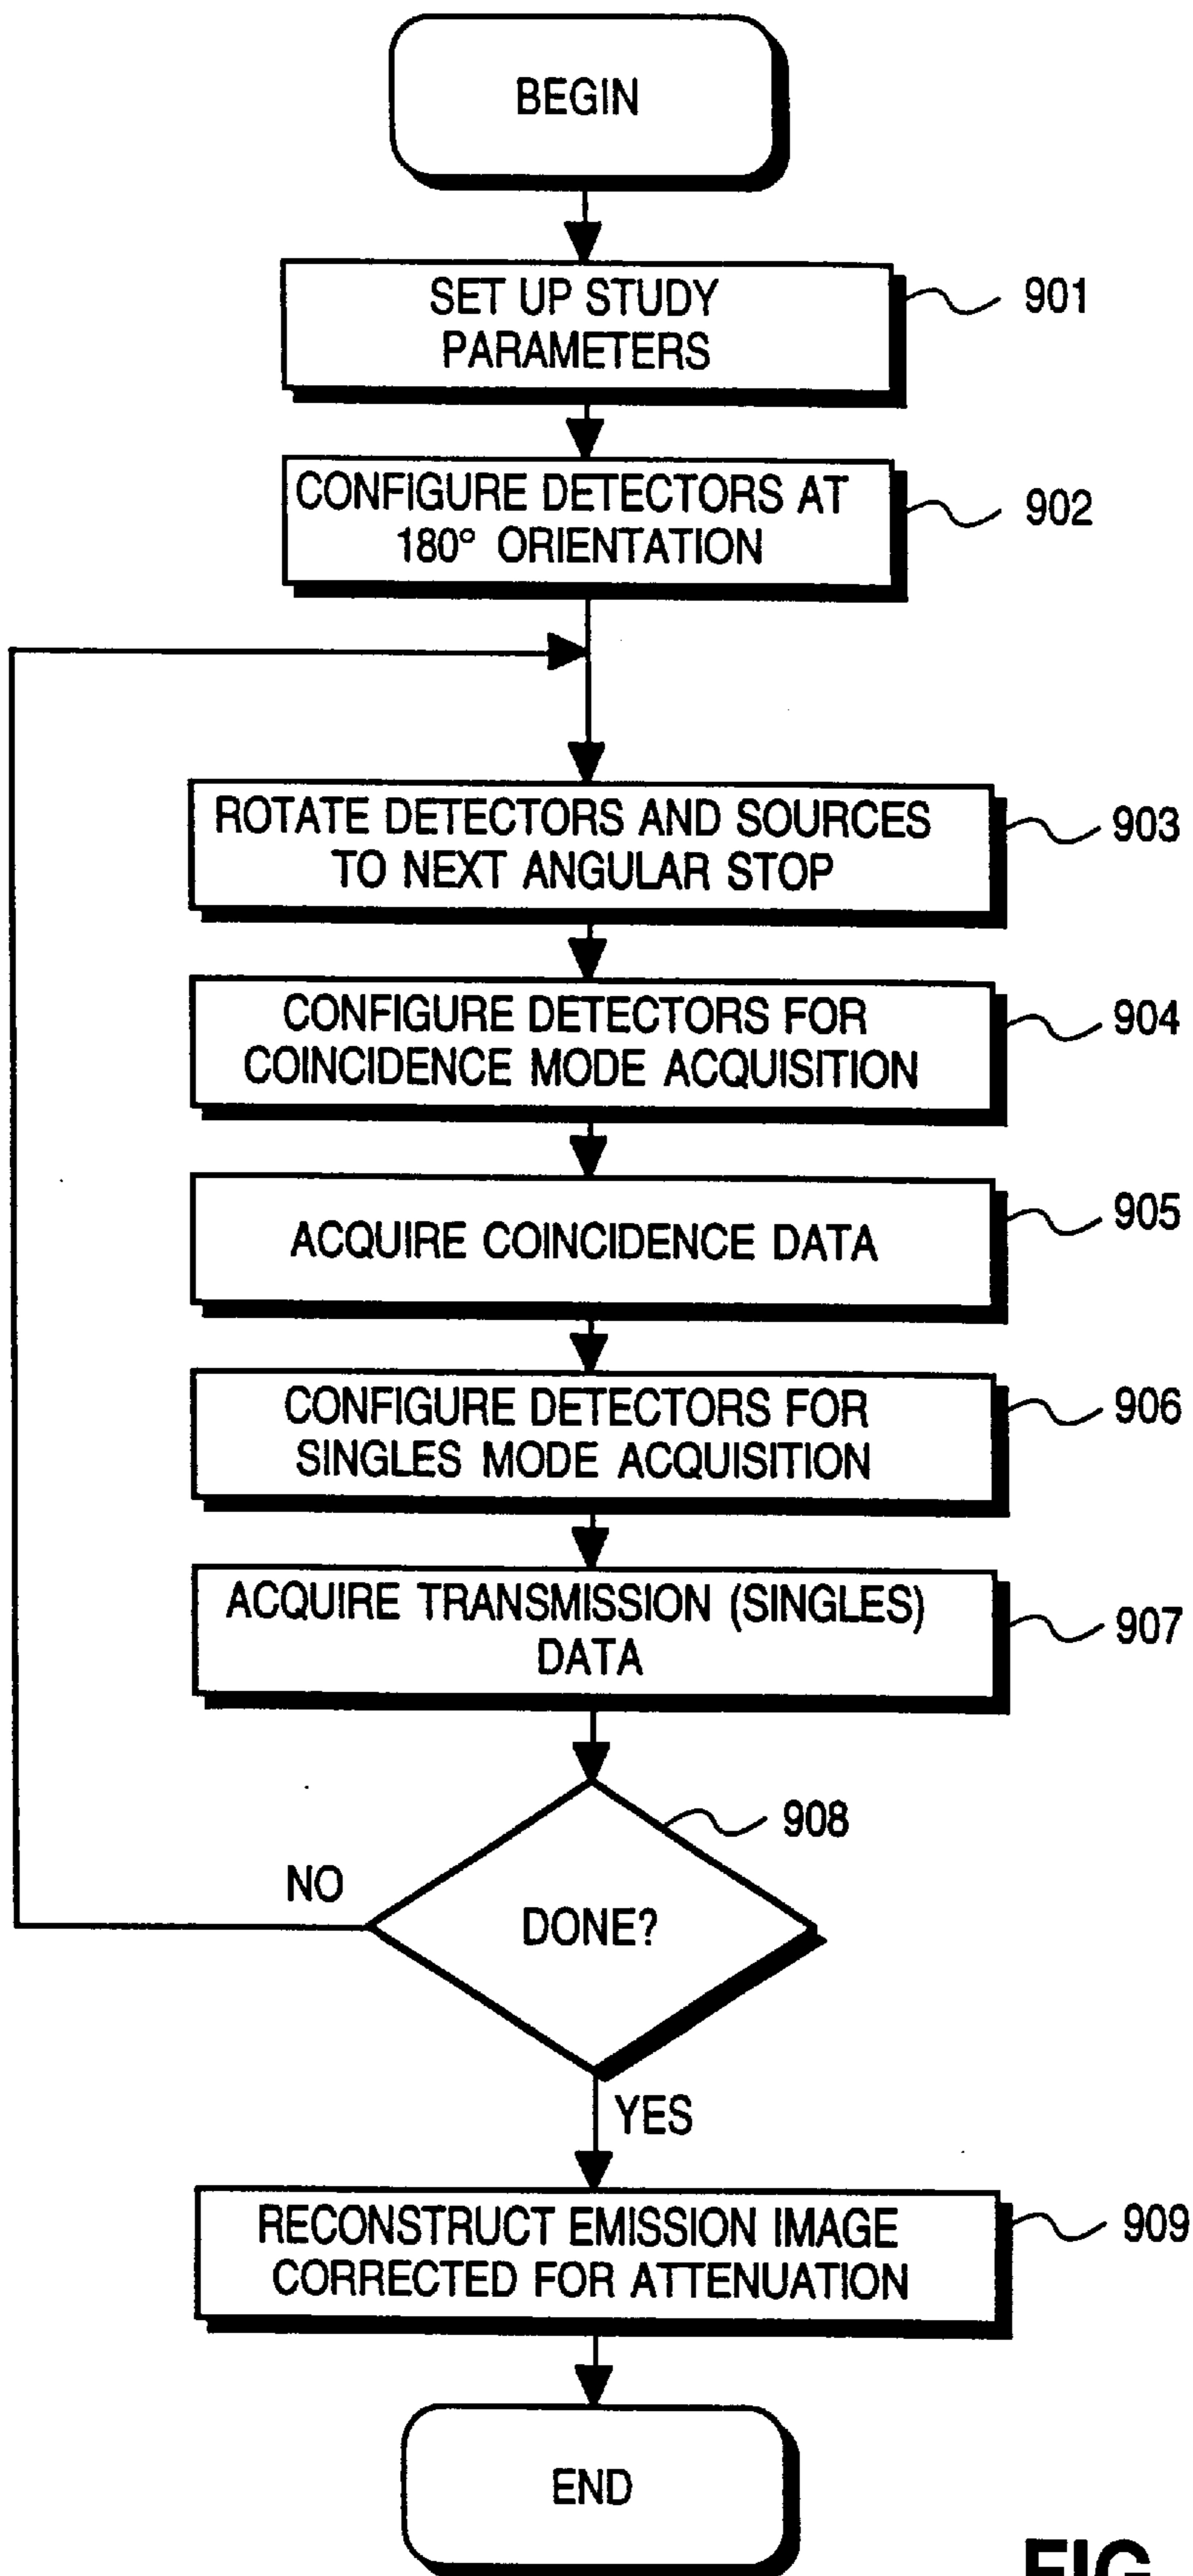 BEGIN
SET UP STUDY
PARAMETERS
901
CONFIGURE DETECTORS AT
180° ORIENTATION
902
ROTATE DETECTORS AND SOURCES
TO NEXT ANGULAR STOP
903
CONFIGURE DETECTORS FOR
COINCIDENCE MODE ACQUISITION
904
ACQUIRE COINCIDENCE DATA
905
CONFIGURE DETECTORS FOR
SINGLES MODE ACQUISITION
906
ACQUIRE TRANSMISSION (SINGLES)
DATA
907
908
NO
DONE?
YES
RECONSTRUCT EMISSION IMAGE
CORRECTED FOR ATTENUATION
909
END
FIG